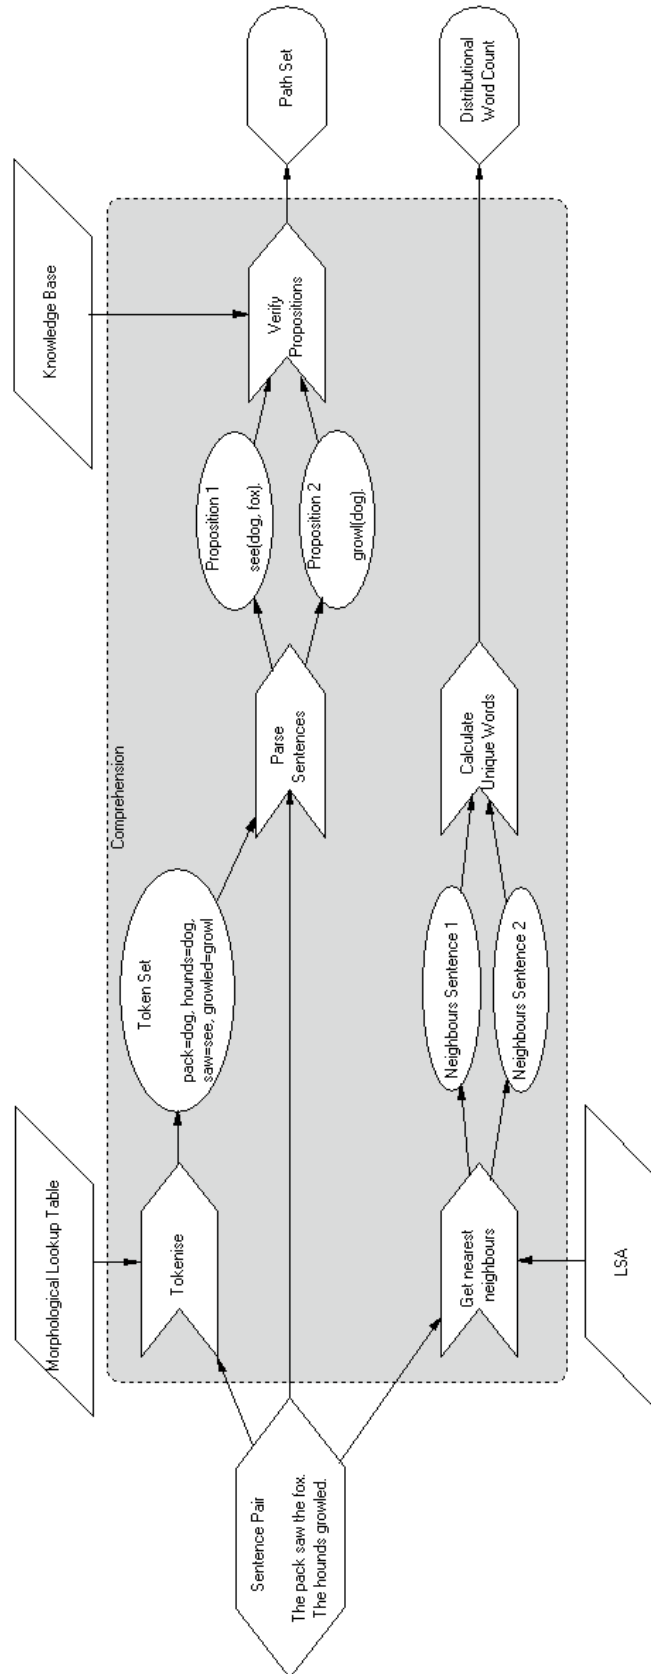 Morphological Lookup Table
Knowledge Base
Comprehension
Sentence Pair
The pack saw the fox.
The hounds growled.
Tokenise
Token Set
pack=dog, hounds=dog,
saw=see, growled=growl
Parse
Sentences
Proposition 1
see(dog, fox).
Proposition 2
growl(dog).
Verify
Propositions
Path Set
Get nearest
neighbours
Neighbours Sentence 1
Neighbours Sentence 2
Calculate
Unique Words
Distributional
Word Count
LSA